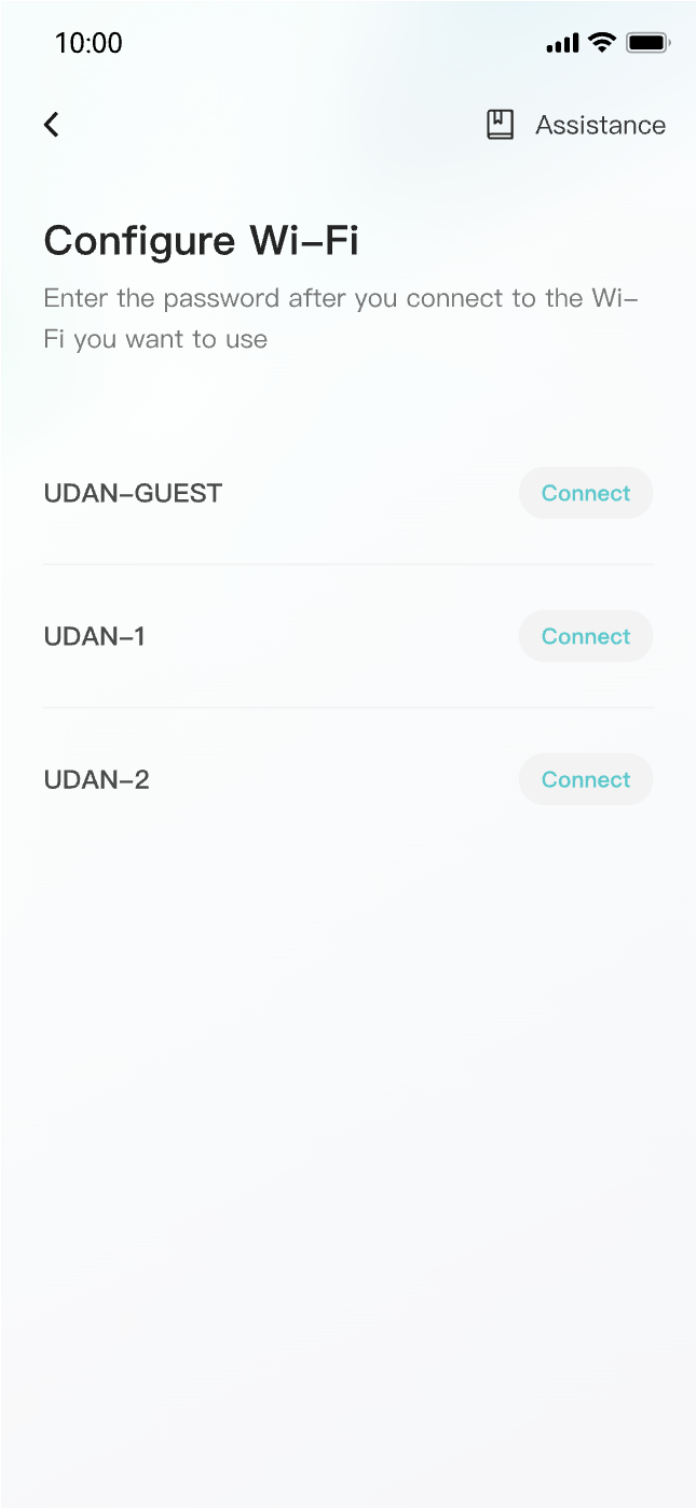 10:00
Assistance
Configure Wi–Fi
Enter the password after you connect to the Wi–
Fi you want to use
UDAN–GUEST
Connect
UDAN–1
Connect
UDAN–2
Connect